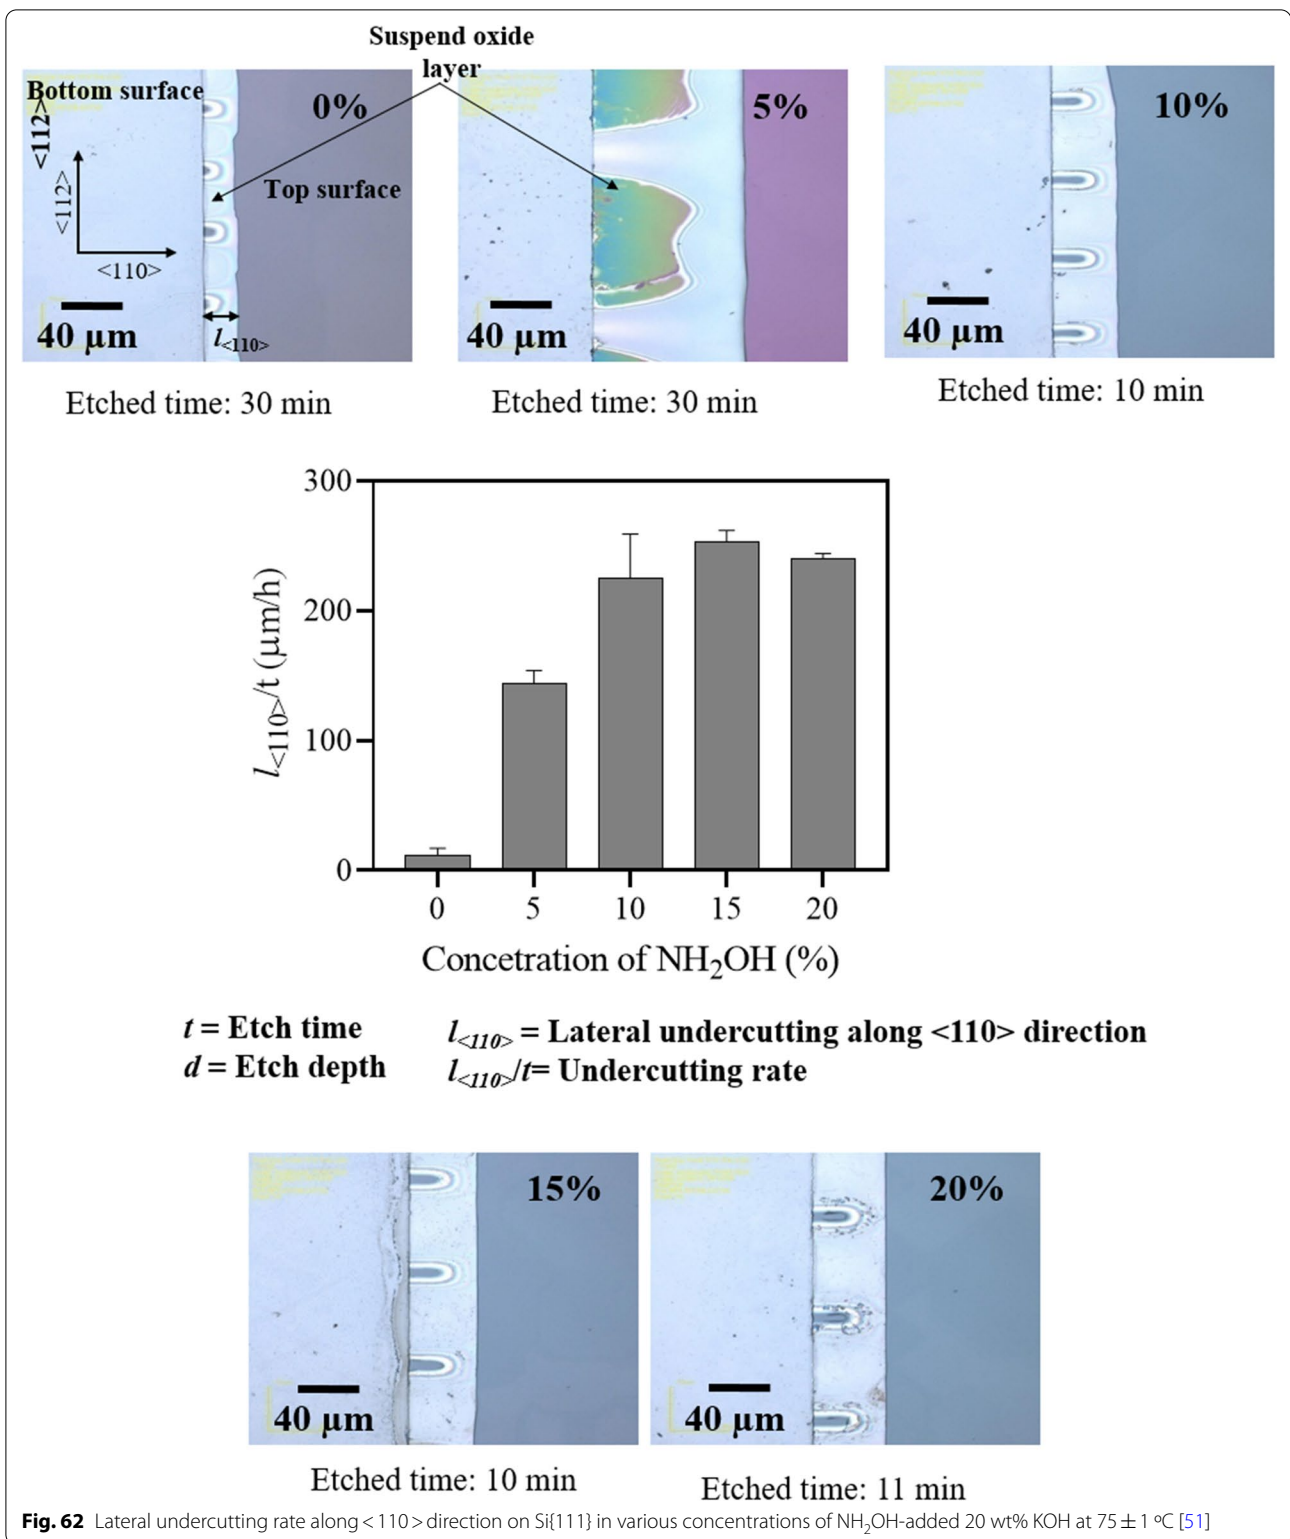 Suspend oxide
layer
Bottom surface
<112>
<112>
<110>
0%
Top surface
40 µm
l<110>
5%
40 µm
10%
40 µm
Etched time: 30 min
Etched time: 30 min
Etched time: 10 min
300
200
100
0
l<110>/t (µm/h)
0 5 10 15 20
Concetration of NH2OH (%)
t = Etch time
l<110> = Lateral undercutting along <110> direction
d = Etch depth
l<110>/t= Undercutting rate
15%
40 µm
20%
40 µm
Etched time: 10 min
Etched time: 11 min
Fig. 62 Lateral undercutting rate along < 110 > direction on Si{111} in various concentrations of NH2OH-added 20 wt% KOH at 75 ± 1 ºC [51]